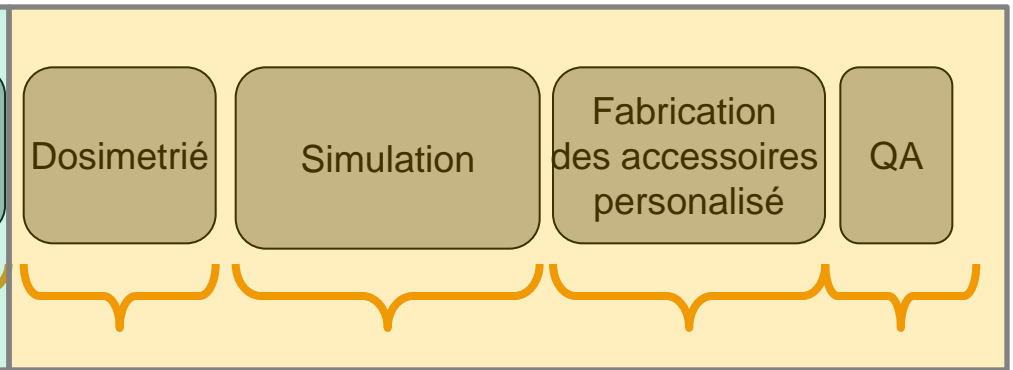 Dosimetrié
Simulation
Fabrication
des accessoires
personalisé
QA